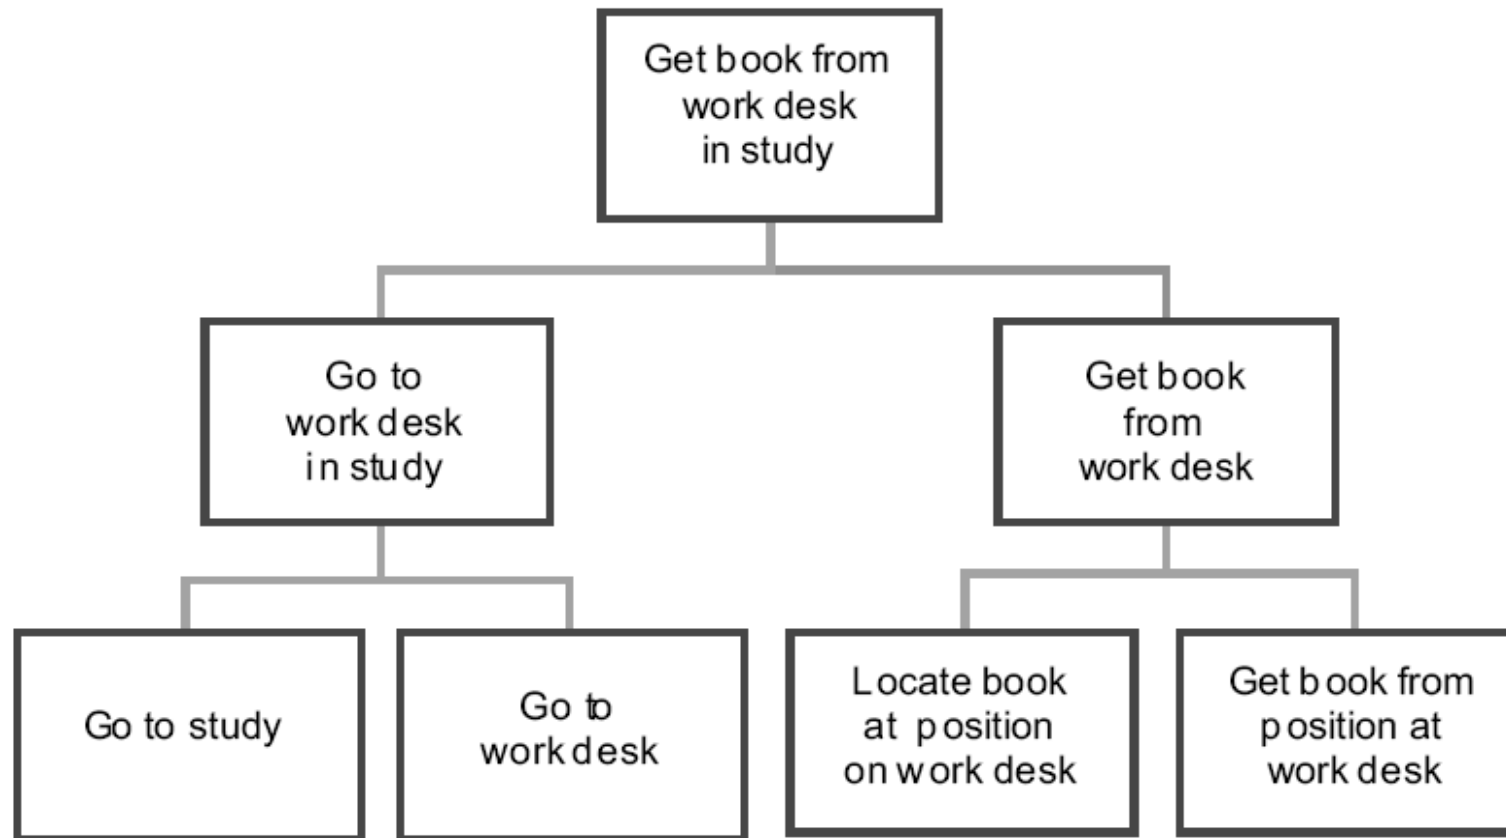 Get book from
work desk
in study
Go to
work desk
in study
Get book
from
work desk
Go to study
Go to
work desk
Locate book
at position
on work desk
Get book from
position at
work desk